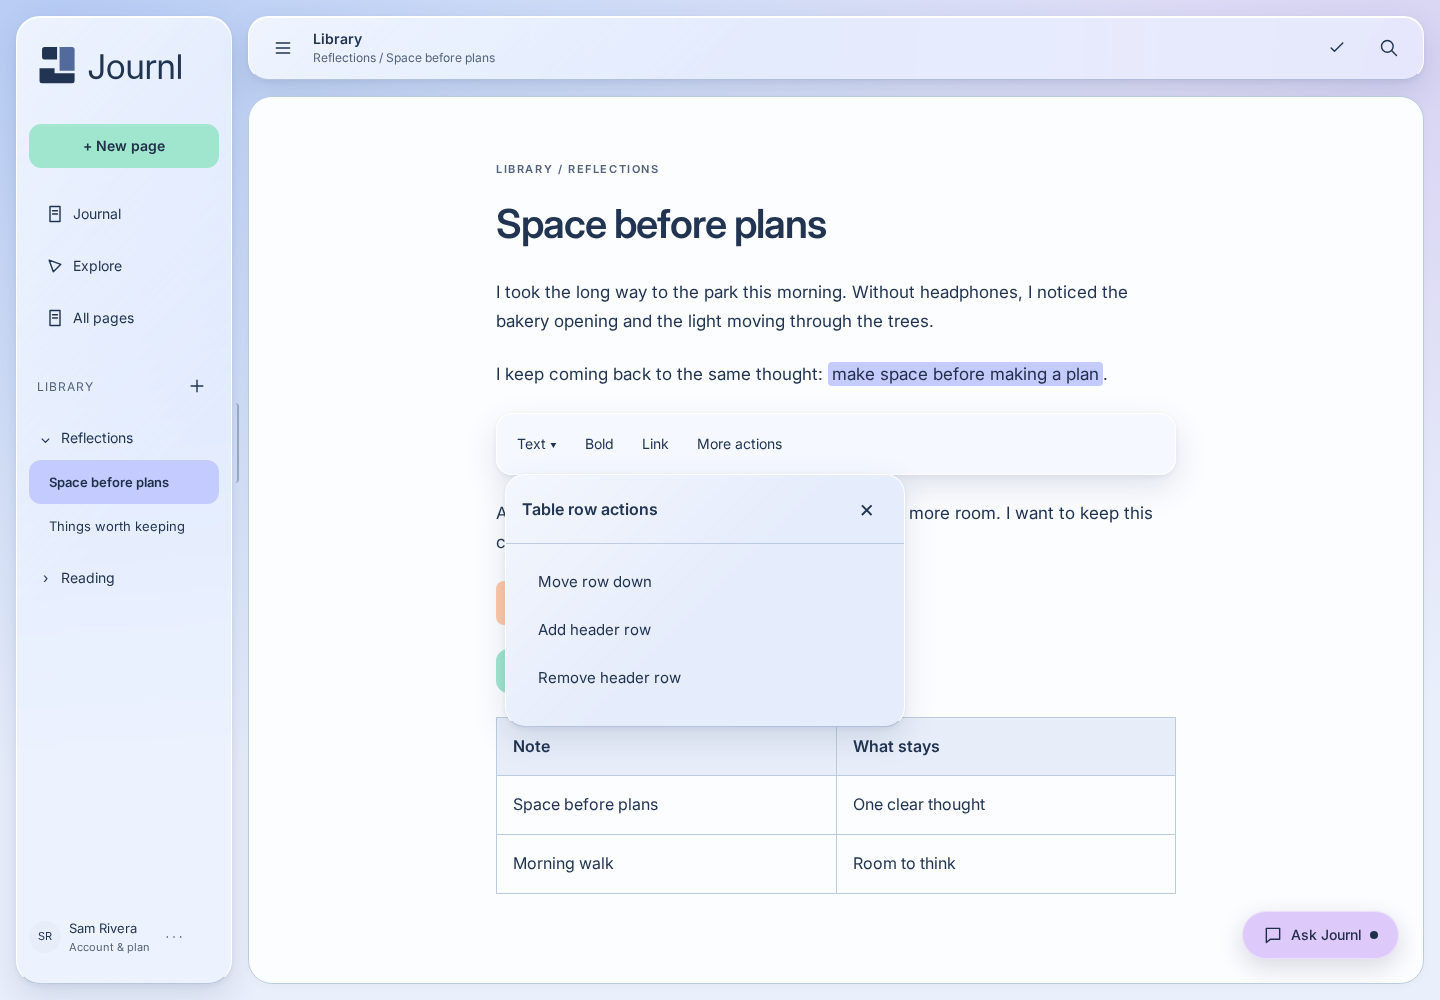 Journl
+ New page
Journal
Explore
All pages
LIBRARY
Reflections
Space before plans
Things worth keeping
Reading
SR
Sam Rivera
Account & plan
...
Library
Reflections / Space before plans
LIBRARY / REFLECTIONS
Space before plans
I took the long way to the park this morning. Without headphones, I noticed the
bakery opening and the light moving through the trees.
I keep coming back to the same thought: make space before making a plan.
Text ▾ Bold Link More actions
more room. I want to keep this
Table row actions
Move row down
Add header row
Remove header row
Note What stays
Space before plans One clear thought
Morning walk Room to think
Ask Journl